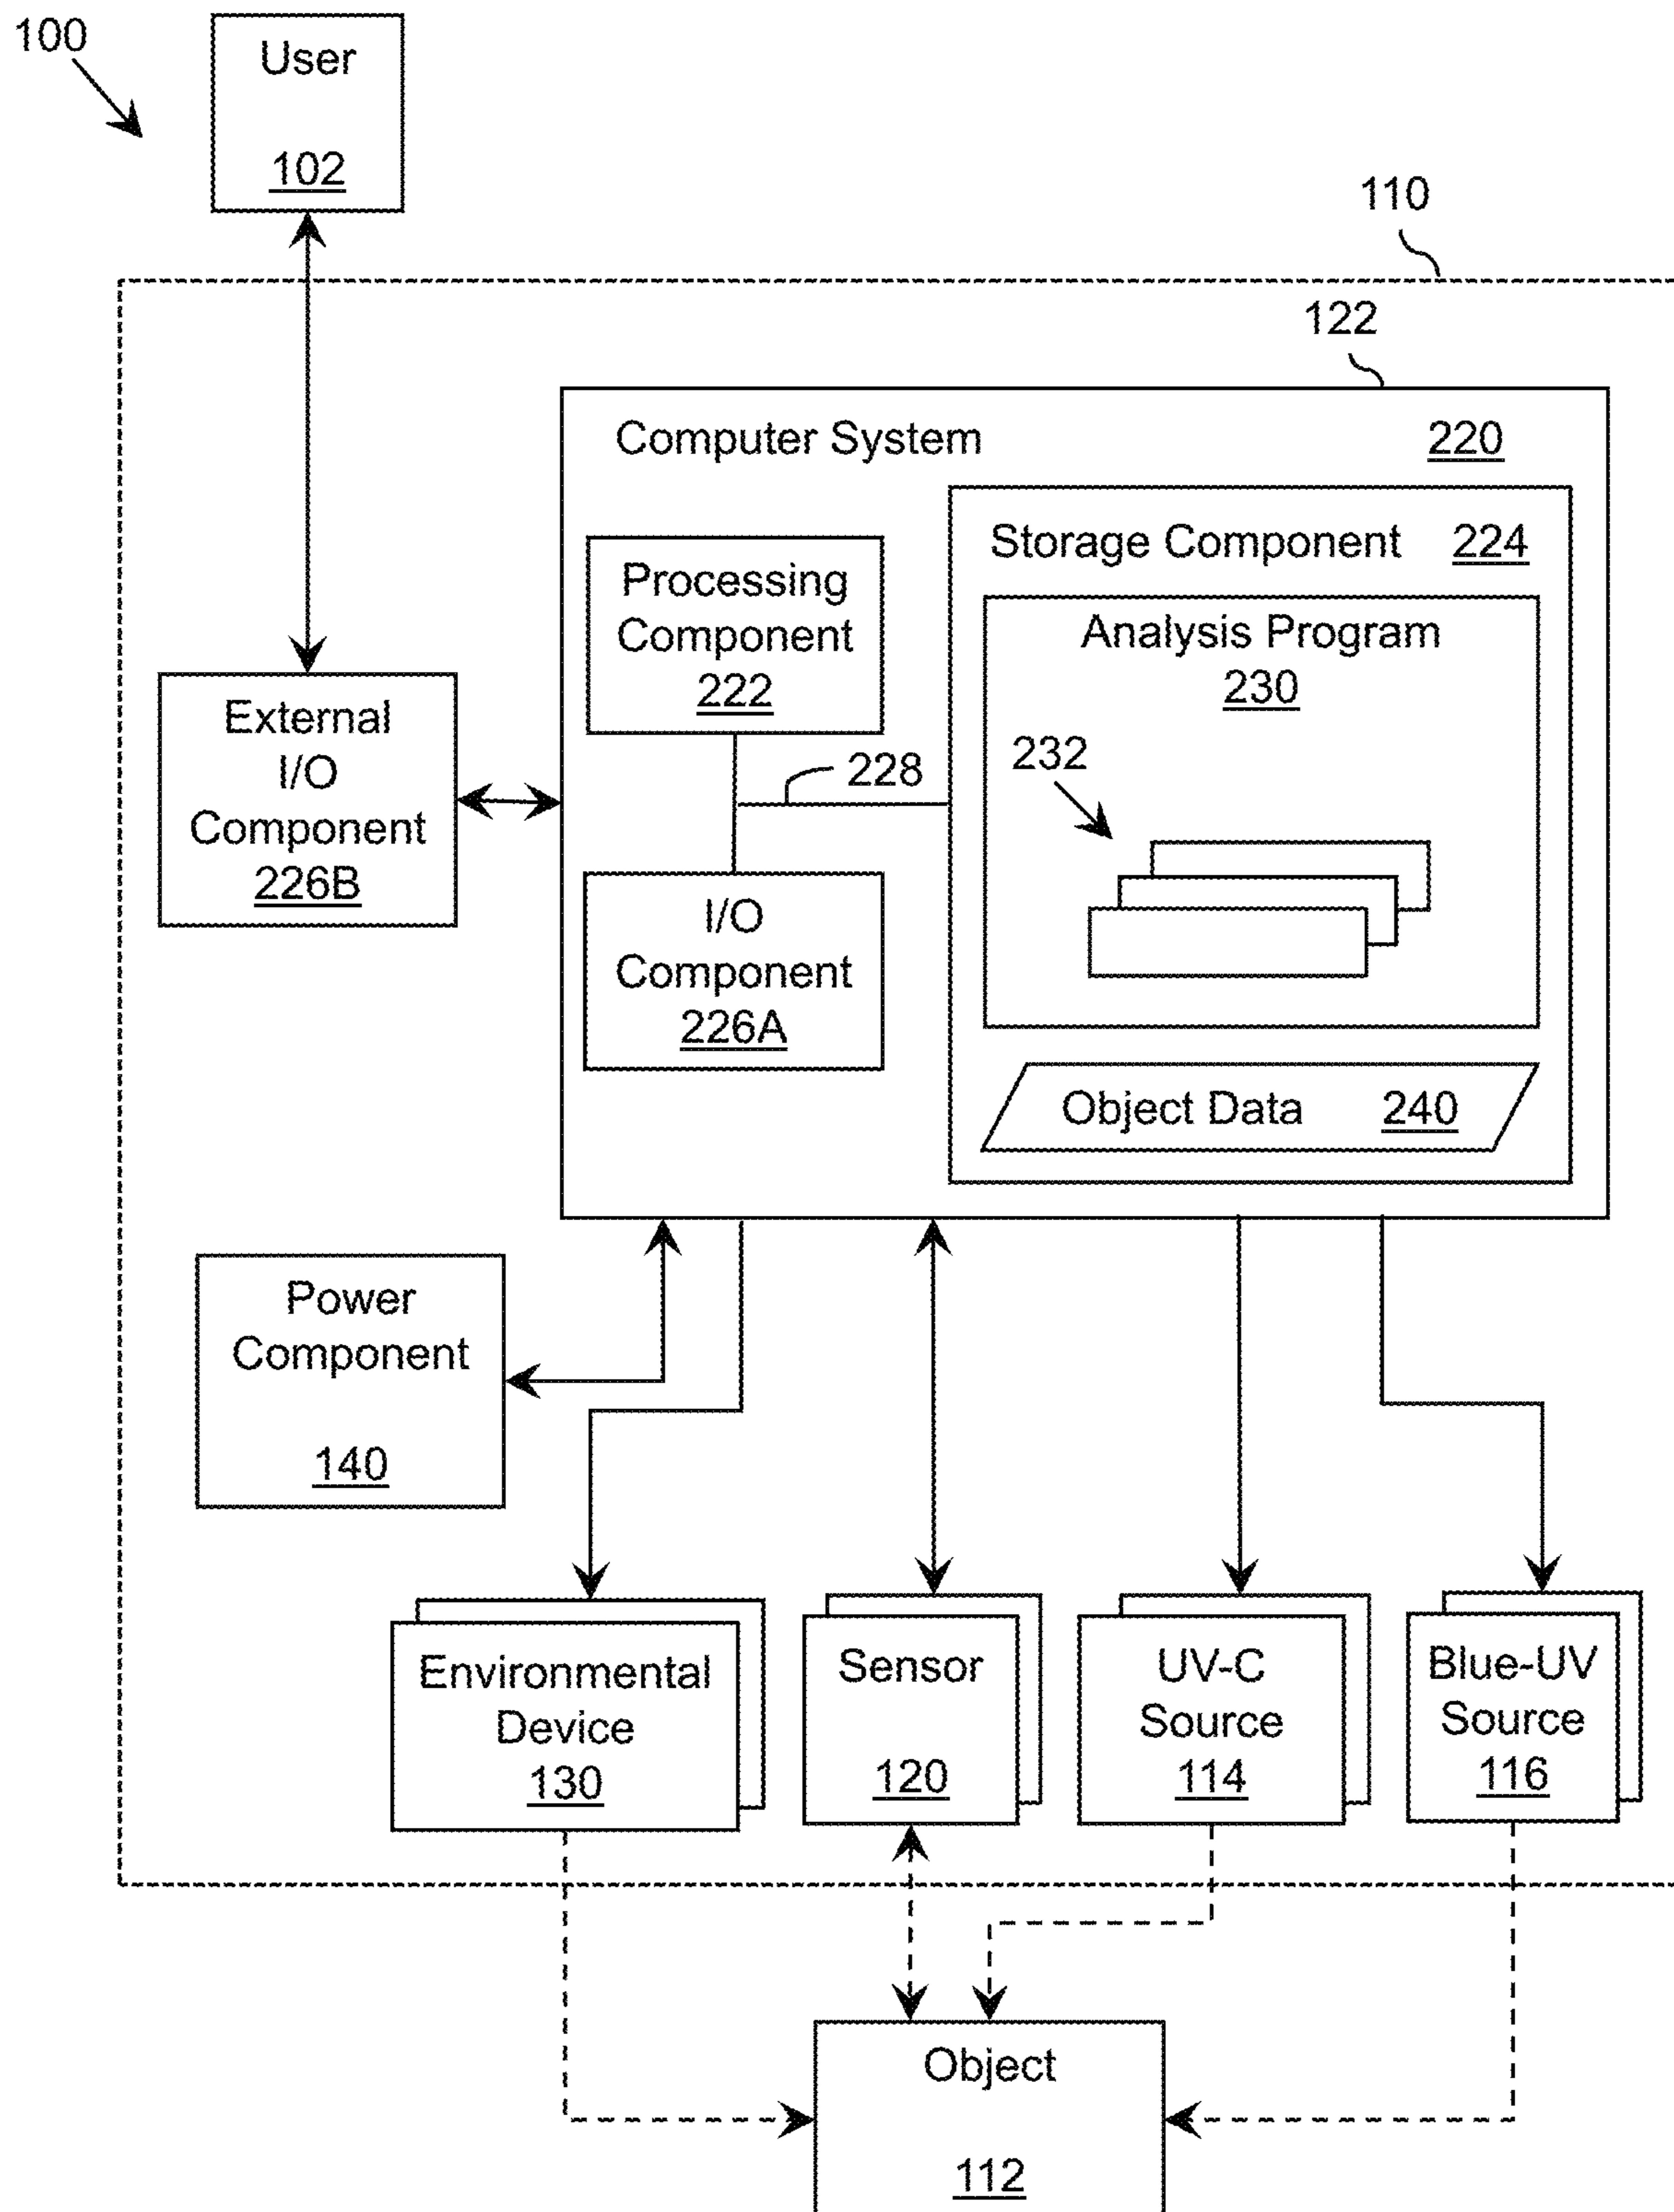 100
User
102
110
122
Computer System 220
Storage Component 224
Processing
Component
222
Analysis Program
230
232
228
External
I/O
Component
226B
I/O
Component
226A
Object Data 240
Power
Component
140
Environmental
Device
130
Sensor
120
UV-C
Source
114
Blue-UV
Source
116
Object
112